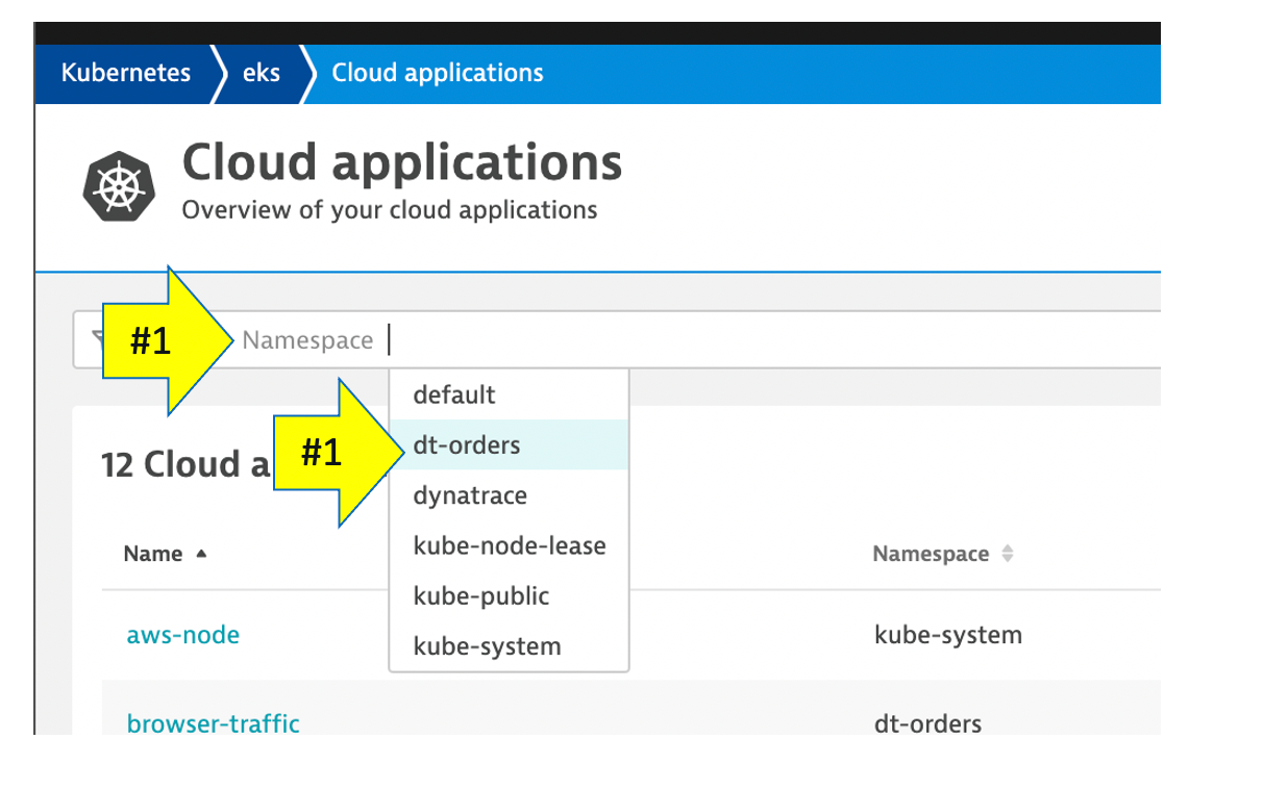 Kubernetes eks Cloud applications
Cloud applications
Overview of your cloud applications
#1 Namespace
default
#1 dt-orders
12 Cloud a
dynatrace
kube-node-lease
Name Namespace
kube-public
aws-node kube-system
kube-system
browser-traffic dt-orders